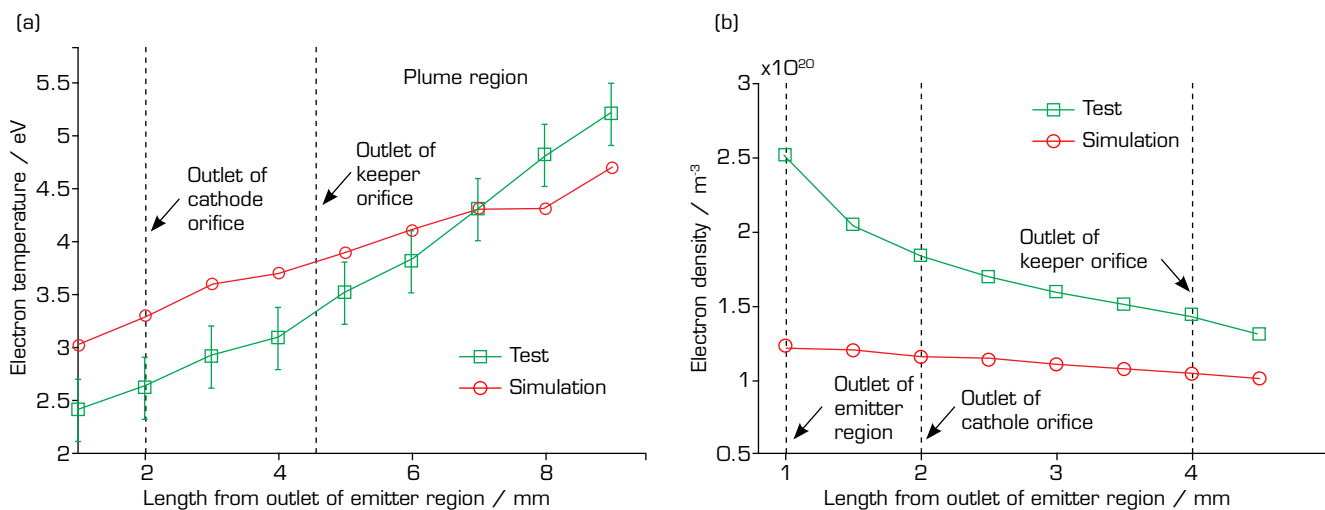 (a)
5.5
5
4.5
4
3.5
3
2.5
2
Electron temperature / eV
Plume region
Outlet of
cathode
orifice
Outlet of
keeper
orifice
Test
Simulation
2
4
6
8
Length from outlet of emitter region / mm
(b)
x10²⁰
3
2.5
2
1.5
1
0.5
Electron density / m⁻³
Test
Simulation
Outlet of
keeper orifice
Outlet of
emitter
region
Outlet of
cathole orifice
1
2
3
4
Length from outlet of emitter region / mm